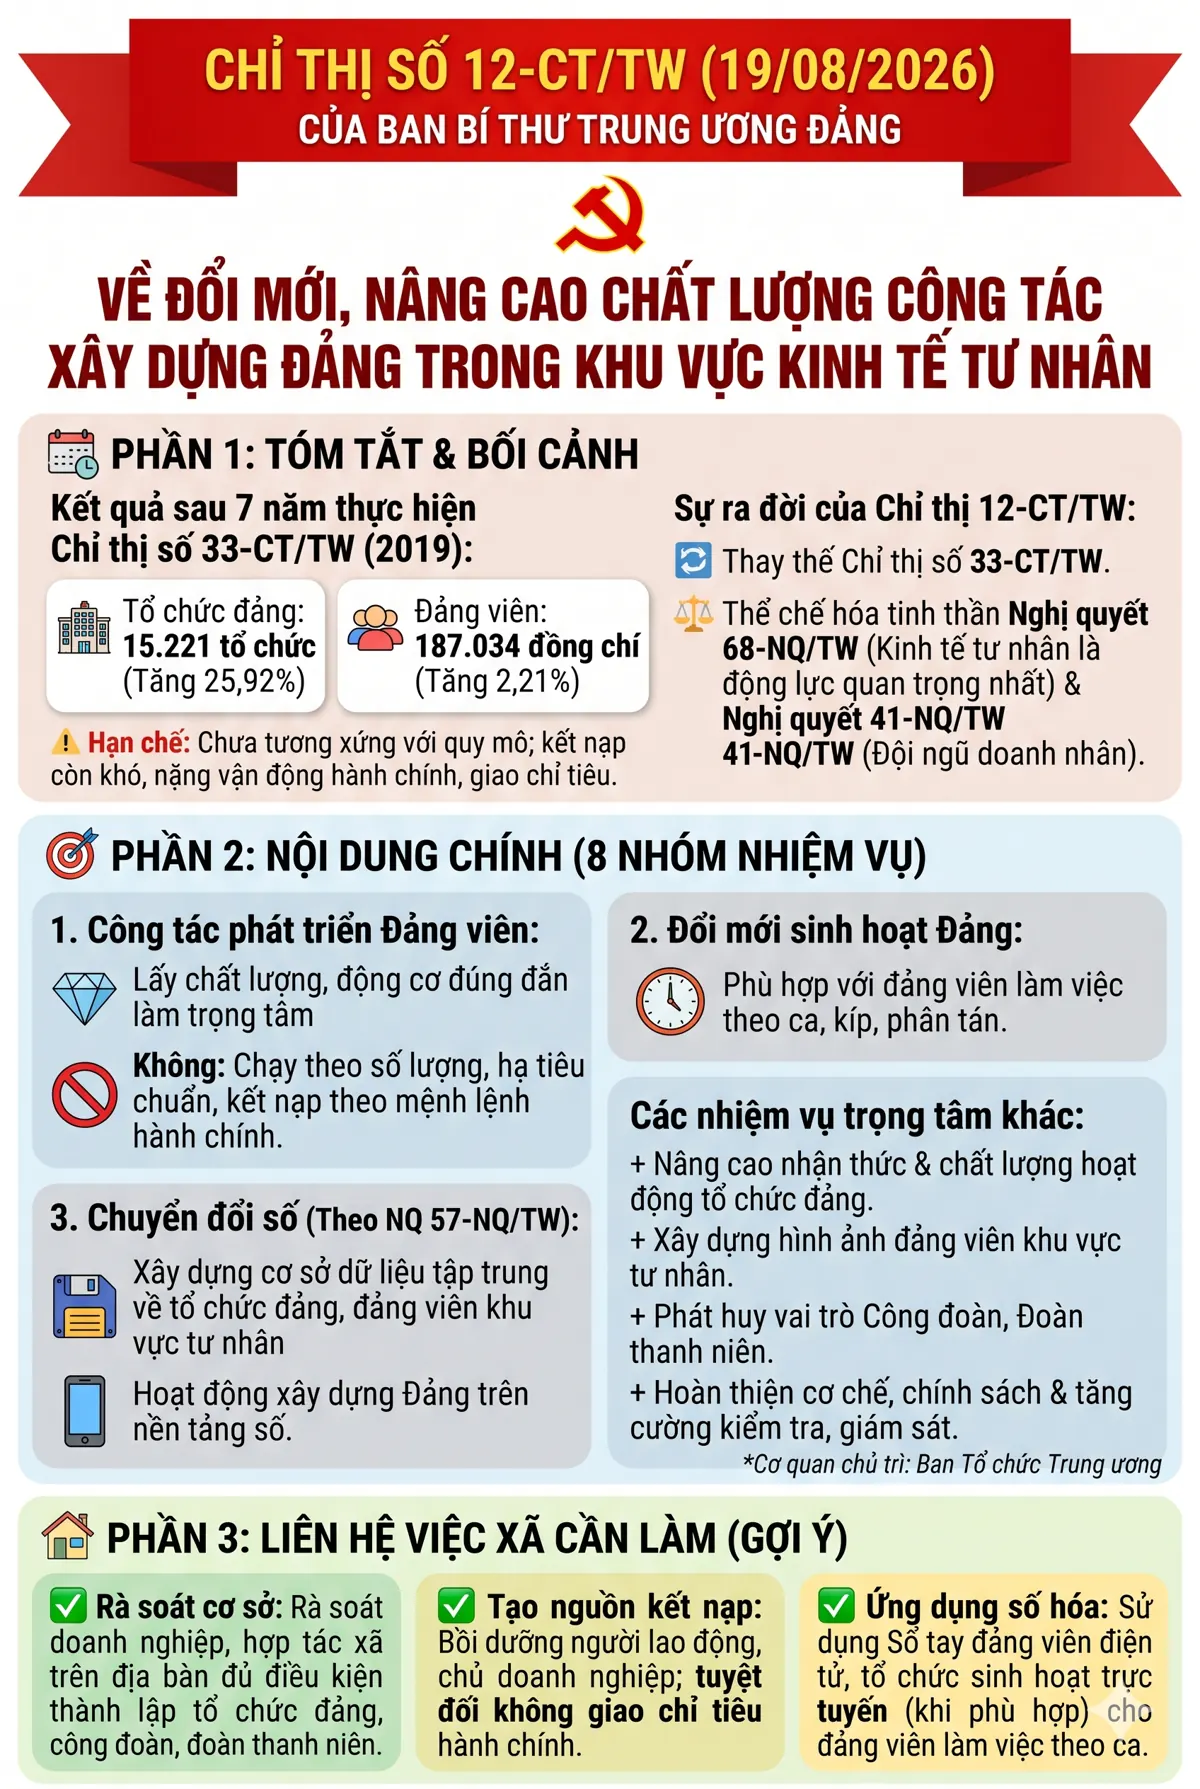 CHỈ THỊ SỐ 12-CT/TW (19/08/2026)
CỦA BAN BÍ THƯ TRUNG ƯƠNG ĐẢNG
VỀ ĐỔI MỚI, NÂNG CAO CHẤT LƯỢNG CÔNG TÁC
XÂY DỰNG ĐẢNG TRONG KHU VỰC KINH TẾ TƯ NHÂN
PHẦN 1: TÓM TẮT & BỐI CẢNH
Kết quả sau 7 năm thực hiện
Chỉ thị số 33-CT/TW (2019):
Tổ chức đảng:
15.221 tổ chức
(Tăng 25,92%)
Đảng viên:
187.034 đồng chí
(Tăng 2,21%)
Hạn chế: Chưa tương xứng với quy mô; kết nạp
còn khó, nặng vận động hành chính, giao chỉ tiêu.
Sự ra đời của Chỉ thị 12-CT/TW:
Thay thế Chỉ thị số 33-CT/TW.
Thể chế hóa tinh thần Nghị quyết
68-NQ/TW (Kinh tế tư nhân là
động lực quan trọng nhất) &
Nghị quyết 41-NQ/TW
41-NQ/TW (Đội ngũ doanh nhân).
PHẦN 2: NỘI DUNG CHÍNH (8 NHÓM NHIỆM VỤ)
1. Công tác phát triển Đảng viên:
Lấy chất lượng, động cơ đúng đắn
làm trọng tâm
Không: Chạy theo số lượng, hạ tiêu
chuẩn, kết nạp theo mệnh lệnh
hành chính.
2. Đổi mới sinh hoạt Đảng:
Phù hợp với đảng viên làm việc
theo ca, kíp, phân tán.
3. Chuyển đổi số (Theo NQ 57-NQ/TW):
Xây dựng cơ sở dữ liệu tập trung
về tổ chức đảng, đảng viên khu
vực tư nhân
Hoạt động xây dựng Đảng trên
nền tảng số.
Các nhiệm vụ trọng tâm khác:
+ Nâng cao nhận thức & chất lượng hoạt
động tổ chức đảng.
+ Xây dựng hình ảnh đảng viên khu vực
tư nhân.
+ Phát huy vai trò Công đoàn, Đoàn
thanh niên.
+ Hoàn thiện cơ chế, chính sách & tăng
cường kiểm tra, giám sát.
*Cơ quan chủ trì: Ban Tổ chức Trung ương
PHẦN 3: LIÊN HỆ VIỆC XÃ CẦN LÀM (GỢI Ý)
Rà soát cơ sở: Rà soát
doanh nghiệp, hợp tác xã
trên địa bàn đủ điều kiện
thành lập tổ chức đảng,
công đoàn, đoàn thanh niên.
Tạo nguồn kết nạp:
Bồi dưỡng người lao động,
chủ doanh nghiệp; tuyệt
đối không giao chỉ tiêu
hành chính.
Ứng dụng số hóa: Sử
dụng Sổ tay đảng viên điện
tử, tổ chức sinh hoạt trực
tuyến (khi phù hợp) cho
đảng viên làm việc theo ca.